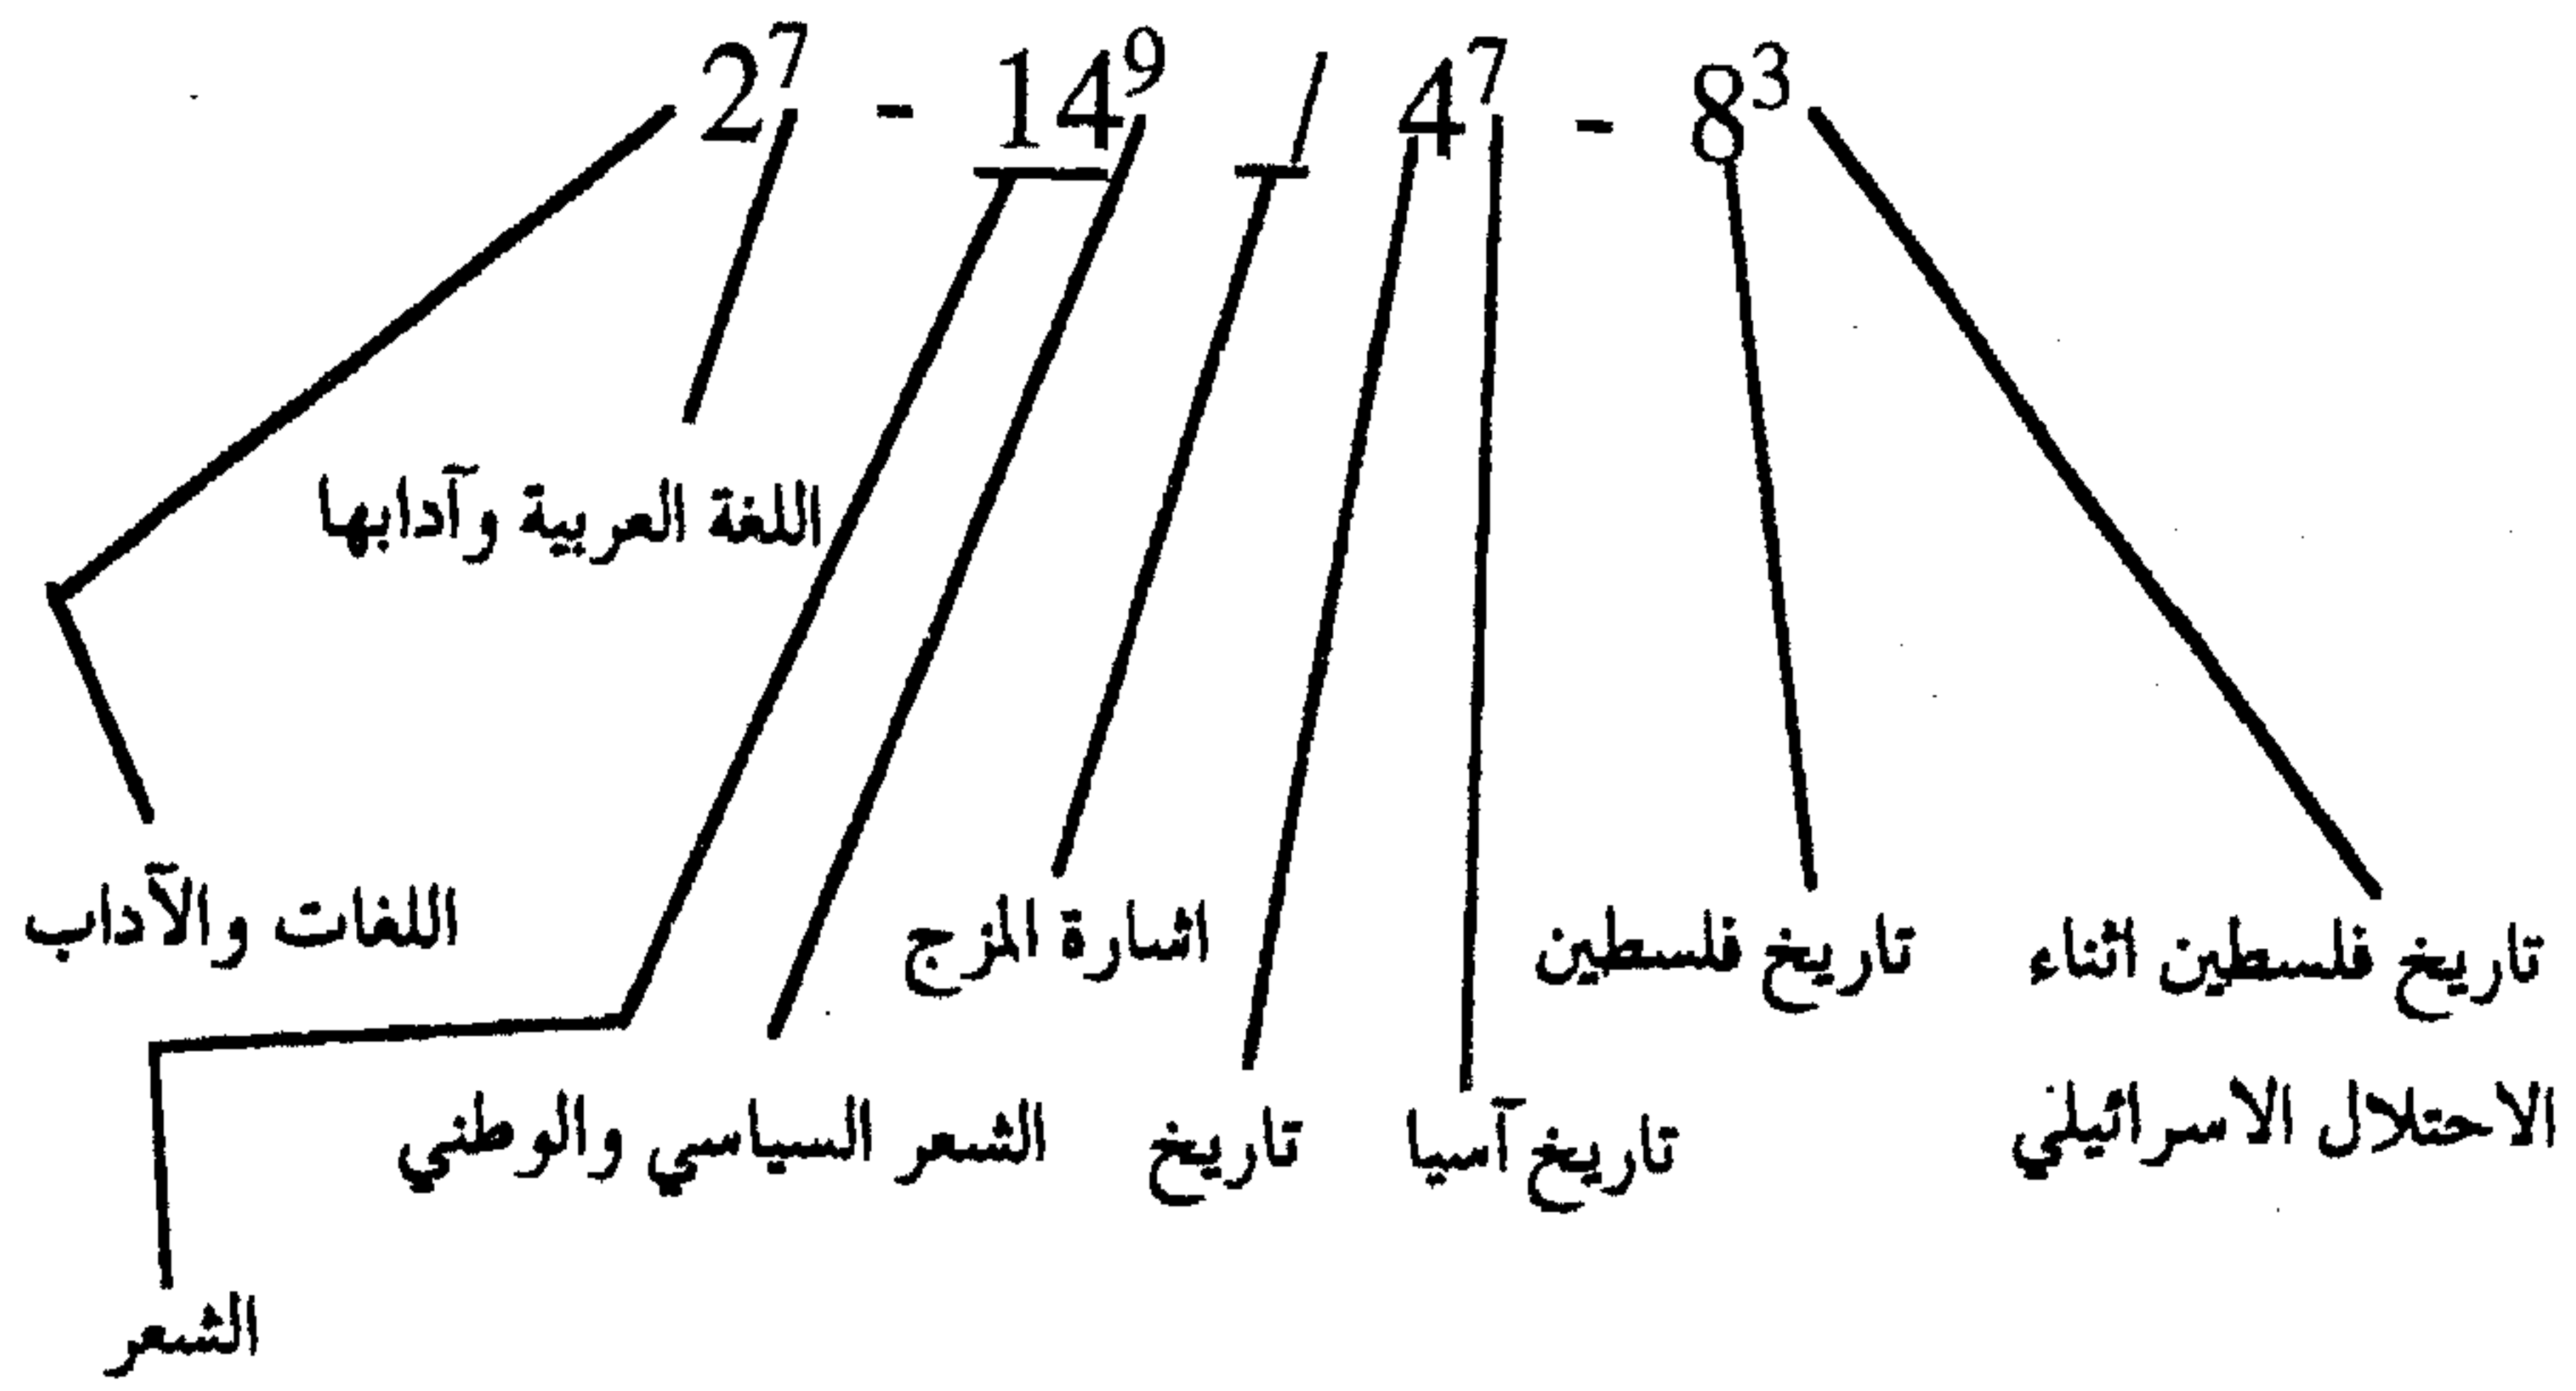 2⁷ - 14⁹ / 4⁷ - 8³
اللغة العربية وآدابها
تاريخ فلسطين اثناء
تاريخ فلسطين
اشارة المزج
اللغات والآداب
الاحتلال الاسرائيلي
تاريخ آسيا
تاريخ
الشعر السياسي والوطني
الشعر